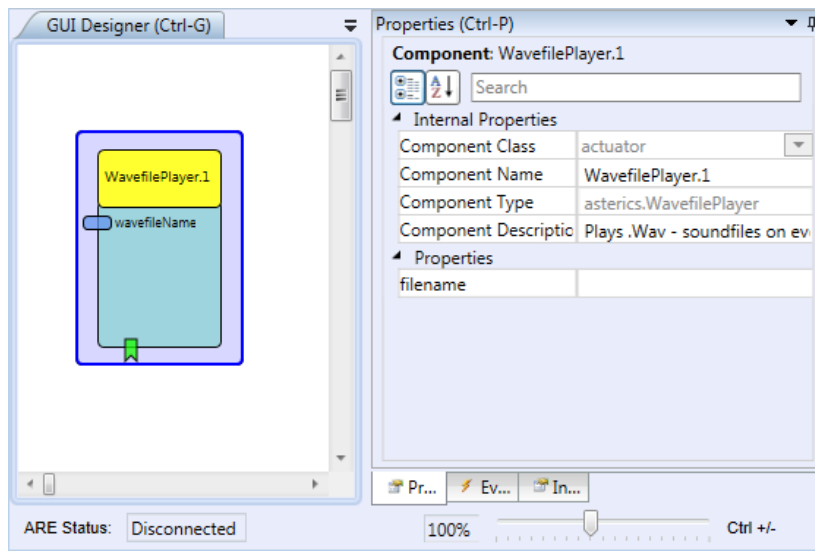 GUI Designer (Ctrl-G)
WavefilePlayer.1
wavefileName
Properties (Ctrl-P)
Component: WavefilePlayer.1
A
Z
Search
Internal Properties
Component Class actuator
Component Name WavefilePlayer.1
Component Type asterics.WavefilePlayer
Component Descriptio Plays .Wav - soundfiles on ev
Properties
filename
Pr... Ev... In...
ARE Status: Disconnected 100% Ctrl +/-